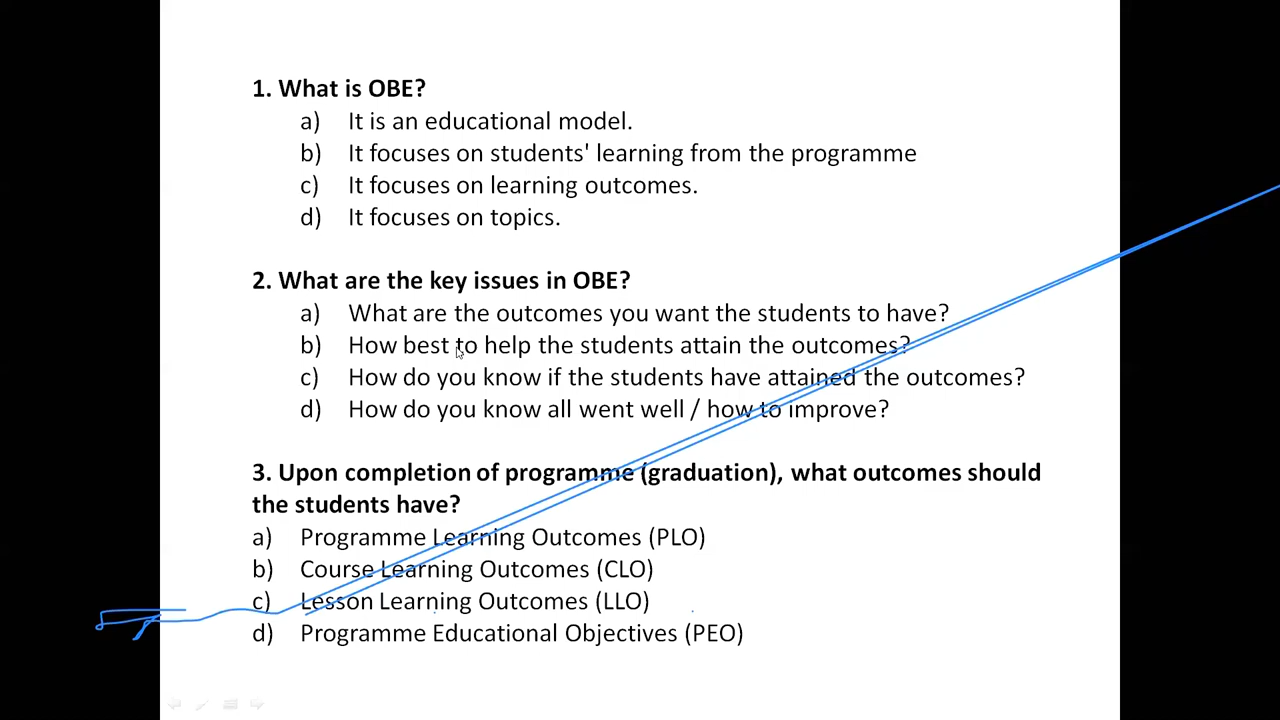 1. What is OBE?
a) It is an educational model.
b) It focuses on students' learning from the programme
c) It focuses on learning outcomes.
d) It focuses on topics.
2. What are the key issues in OBE?
a) What are the outcomes you want the students to have?
b) How best to help the students attain the outcomes?
c) How do you know if the students have attained the outcomes?
d) How do you know all went well / how to improve?
3. Upon completion of programme (graduation), what outcomes should
the students have?
a) Programme Learning Outcomes (PLO)
b) Course Learning Outcomes (CLO)
c) Lesson Learning Outcomes (LLO)
d) Programme Educational Objectives (PEO)